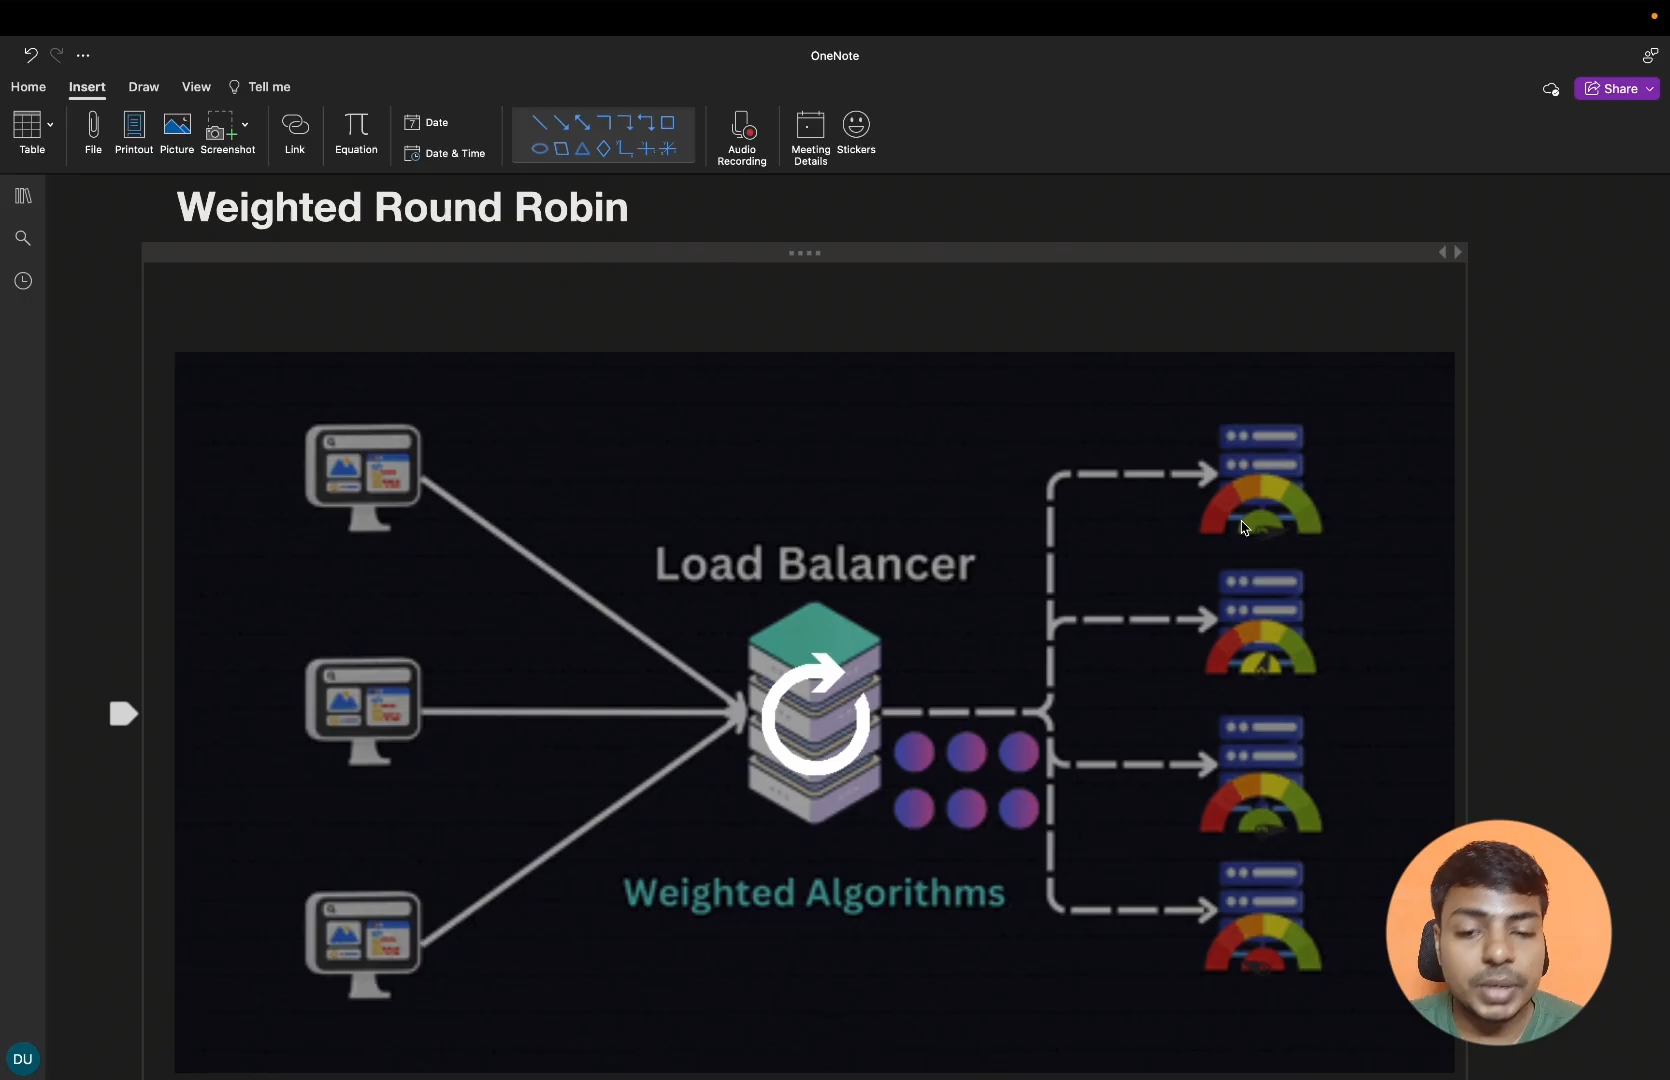 OneNote
Home Insert Draw View Tell me
Share
Table
File
Printout
Picture
Screenshot
Link
Equation
7 Date
Date & Time
Audio
Recording
Meeting
Details
Stickers
Weighted Round Robin
Load Balancer
Weighted Algorithms
DU